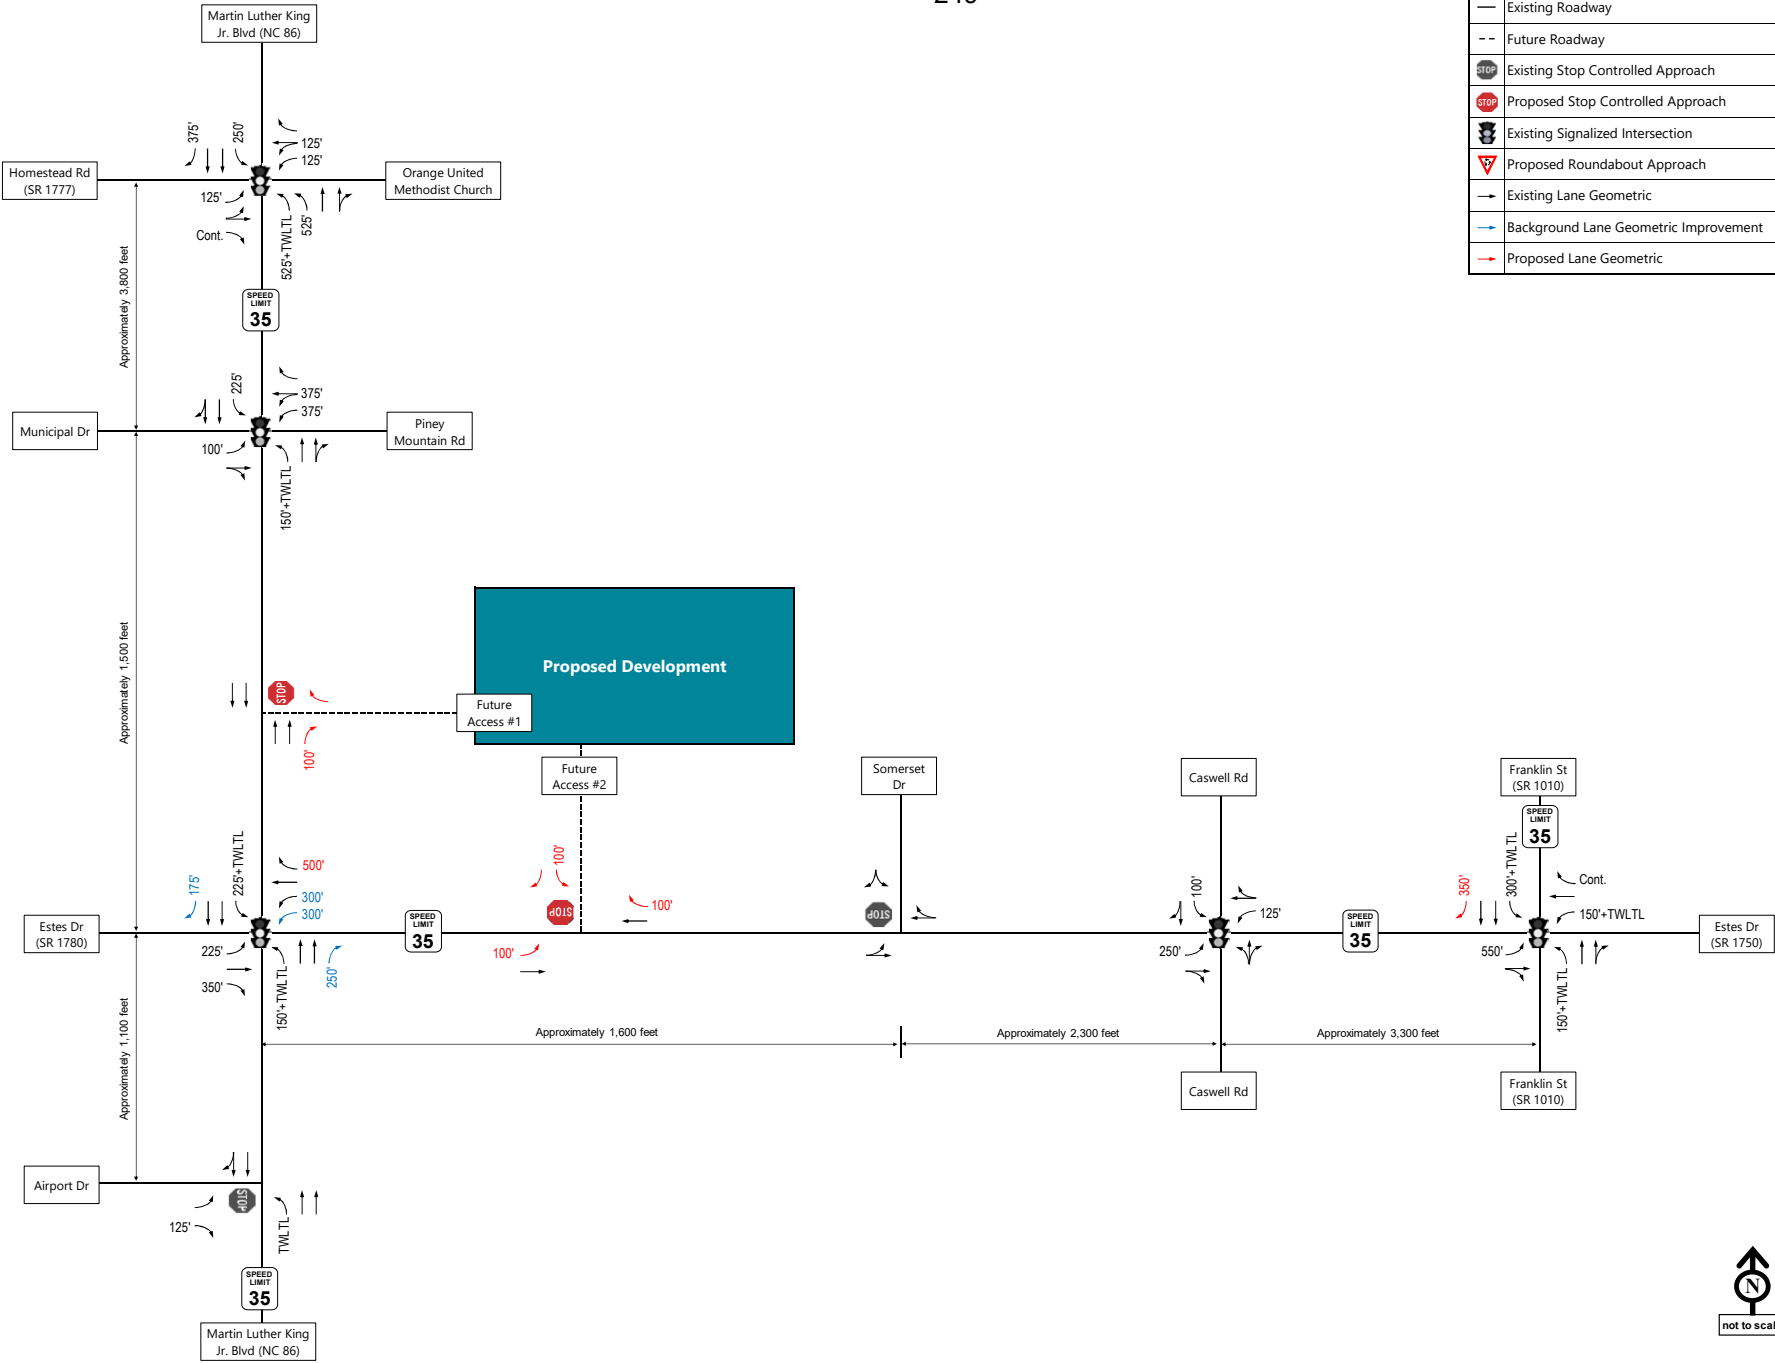 Martin Luther King
Jr. Blvd (NC 86)
Existing Roadway
Future Roadway
STOP
Existing Stop Controlled Approach
STOP
Proposed Stop Controlled Approach
Existing Signalized Intersection
Proposed Roundabout Approach
Existing Lane Geometric
Background Lane Geometric Improvement
Proposed Lane Geometric
375'
250'
125'
125'
Homestead Rd
(SR 1777)
Orange United
Methodist Church
125'
Cont.
525'+TWLTL
525'
Approximately 3,800 feet
SPEED
LIMIT
35
225'
375'
375'
Municipal Dr
Piney
Mountain Rd
100'
150'+TWLTL
Approximately 1,500 feet
Proposed Development
STOP
Future
Access #1
100'
Future
Access #2
Somerset
Dr
Caswell Rd
Franklin St
(SR 1010)
SPEED
LIMIT
35
175'
225'+TWLTL
500'
300'
300'
Estes Dr
(SR 1780)
225'
350'
150'+TWLTL
250'
SPEED
LIMIT
35
100'
STOP
100'
100'
STOP
100'
125'
250'
SPEED
LIMIT
35
350'
300'+TWLTL
Cont.
150'+TWLTL
550'
150'+TWLTL
Estes Dr
(SR 1750)
Approximately 1,600 feet
Approximately 2,300 feet
Approximately 3,300 feet
Approximately 1,100 feet
Caswell Rd
Franklin St
(SR 1010)
Airport Dr
STOP
125'
TWLTL
SPEED
LIMIT
35
Martin Luther King
Jr. Blvd (NC 86)
N